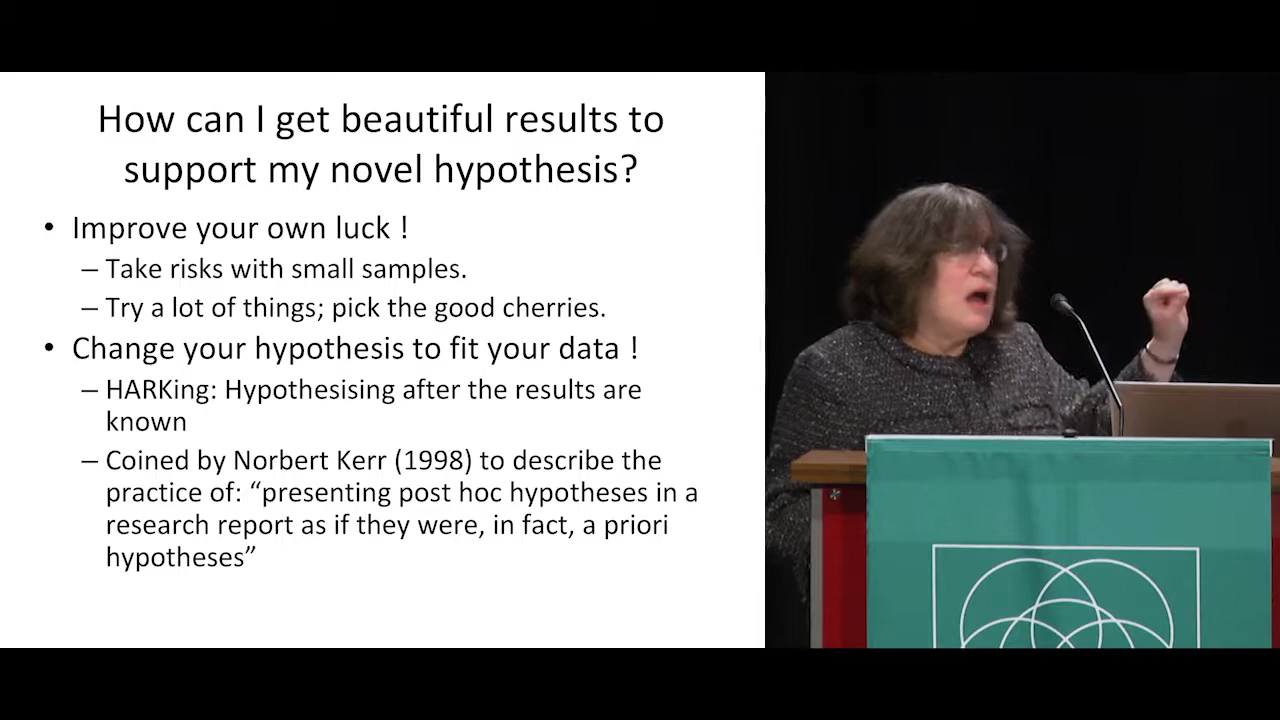 How can I get beautiful results to
support my novel hypothesis?
• Improve your own luck !
– Take risks with small samples.
– Try a lot of things; pick the good cherries.
• Change your hypothesis to fit your data !
– HARKing: Hypothesising after the results are
known
– Coined by Norbert Kerr (1998) to describe the
practice of: “presenting post hoc hypotheses in a
research report as if they were, in fact, a priori
hypotheses”